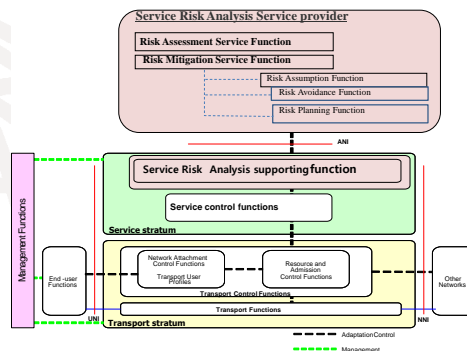 Service Risk Analysis Service provider
Risk Assessment Service Function
Risk Mitigation Service Function
Risk Assumption Function
Risk Avoidance Function
Risk Planning Function
ANI
Service Risk Analysis supporting function
Service control functions
Service stratum
Management Functions
End -user
Functions
Network Attachment
Control Functions
Transport User
Profiles
Resource and
Admission
Control Functions
Other
Networks
Transport Control Functions
Transport Functions
UNI
NNI
Transport stratum
AdaptationControl
Management